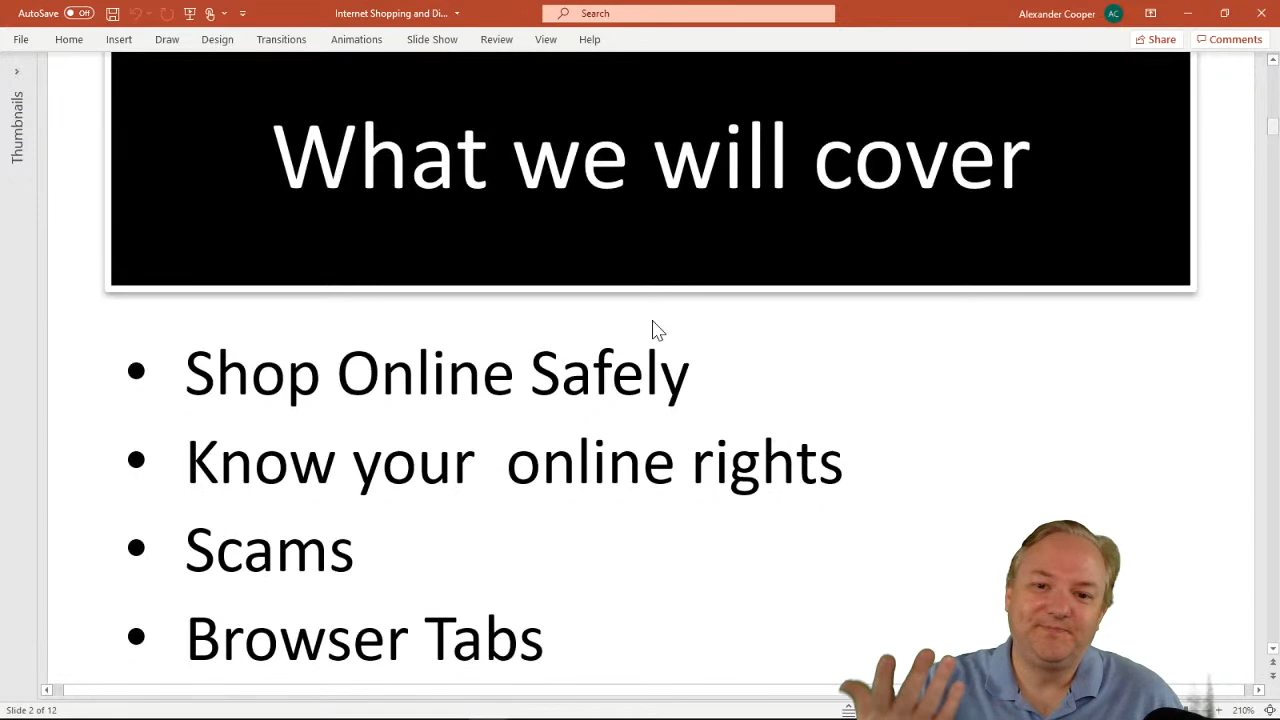 AutoSave Off Internet Shopping and Di... Search Alexander Cooper AC
File Home Insert Draw Design Transitions Animations Slide Show Review View Help Share Comments
Thumbnails
What we will cover
• Shop Online Safely
• Know your  online rights
• Scams
• Browser Tabs
Slide 2 of 12 210%